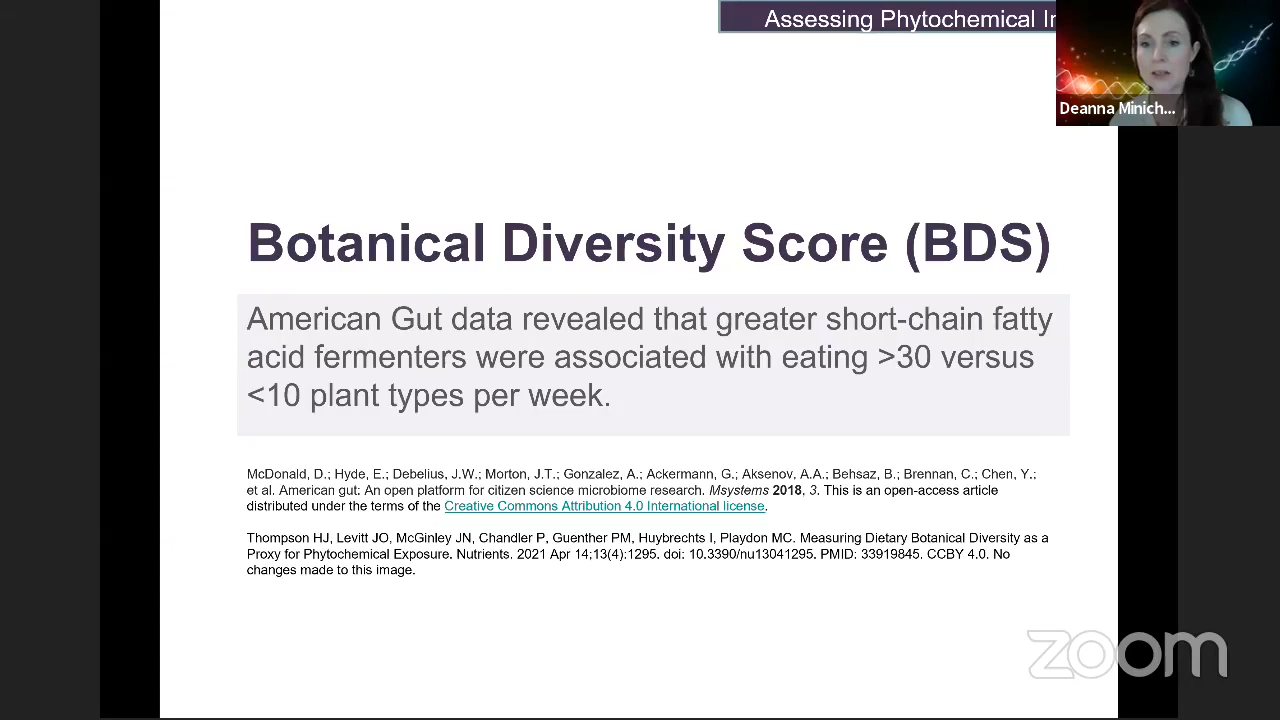 Assessing Phytochemical In
Deanna Minich...
Botanical Diversity Score (BDS)
American Gut data revealed that greater short-chain fatty
acid fermenters were associated with eating >30 versus
<10 plant types per week.
McDonald, D.; Hyde, E.; Debelius, J.W.; Morton, J.T.; Gonzalez, A.; Ackermann, G.; Aksenov, A.A.; Behsaz, B.; Brennan, C.; Chen, Y.;
et al. American gut: An open platform for citizen science microbiome research. Msystems 2018, 3. This is an open-access article
distributed under the terms of the Creative Commons Attribution 4.0 International license.
Thompson HJ, Levitt JO, McGinley JN, Chandler P, Guenther PM, Huybrechts I, Playdon MC. Measuring Dietary Botanical Diversity as a
Proxy for Phytochemical Exposure. Nutrients. 2021 Apr 14;13(4):1295. doi: 10.3390/nu13041295. PMID: 33919845. CCBY 4.0. No
changes made to this image.
zoom